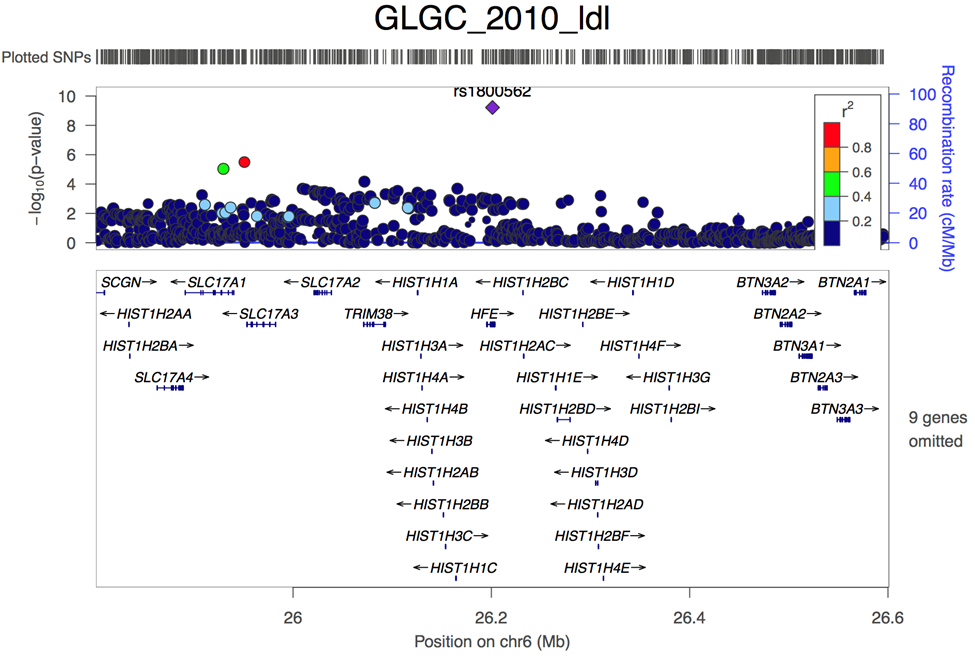 GLGC_2010_ldl
Plotted SNPs
rs1800562
10
8
6
4
2
0
−log10(p−value)
100
80
60
40
20
0
Recombination rate (cM/Mb)
r2
0.8
0.6
0.4
0.2
SCGN→ ←SLC17A1 ←SLC17A2 ←HIST1H1A ←HIST1H2BC ←HIST1H1D BTN3A2→ BTN2A1→
←HIST1H2AA ←SLC17A3 TRIM38→ HFE→ HIST1H2BE→ BTN2A2→
HIST1H2BA→ HIST1H3A→ HIST1H2AC→ HIST1H4F→ BTN3A1→
SLC17A4→ HIST1H4A→ HIST1H1E→ ←HIST1H3G BTN2A3→
←HIST1H4B HIST1H2BD→ HIST1H2BI→ BTN3A3→
←HIST1H3B ←HIST1H4D
←HIST1H2AB ←HIST1H3D
←HIST1H2BB ←HIST1H2AD
HIST1H3C→ HIST1H2BF→
←HIST1H1C HIST1H4E→
9 genes
omitted
26 26.2 26.4 26.6
Position on chr6 (Mb)